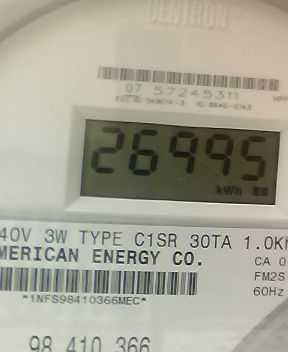 CENTRON®
07 57245311
26995
kWh
40V 3W TYPE C1SR 30TA 1.0Kh
MERICAN ENERGY CO.
CA 0
FM2S
60Hz
*1NFS98410366MEC*
98 410 366